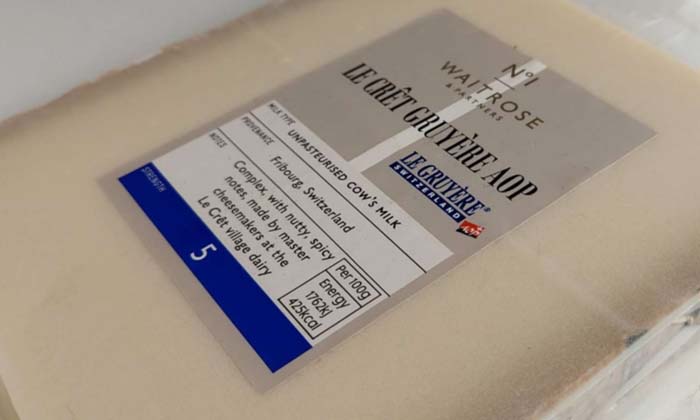 Nº1
WAITROSE
& PARTNERS
LE CRÊT GRUYÈRE AOP
LE GRUYÈRE®
SWITZERLAND
AOP
MILK TYPE
UNPASTEURISED COW'S MILK
PROVENANCE
Fribourg, Switzerland
NOTES
Complex, with nutty, spicy
notes, made by master
cheesemakers at the
Le Crêt village dairy
Per 100g
Energy
1762kJ
425kcal
STRENGTH
5